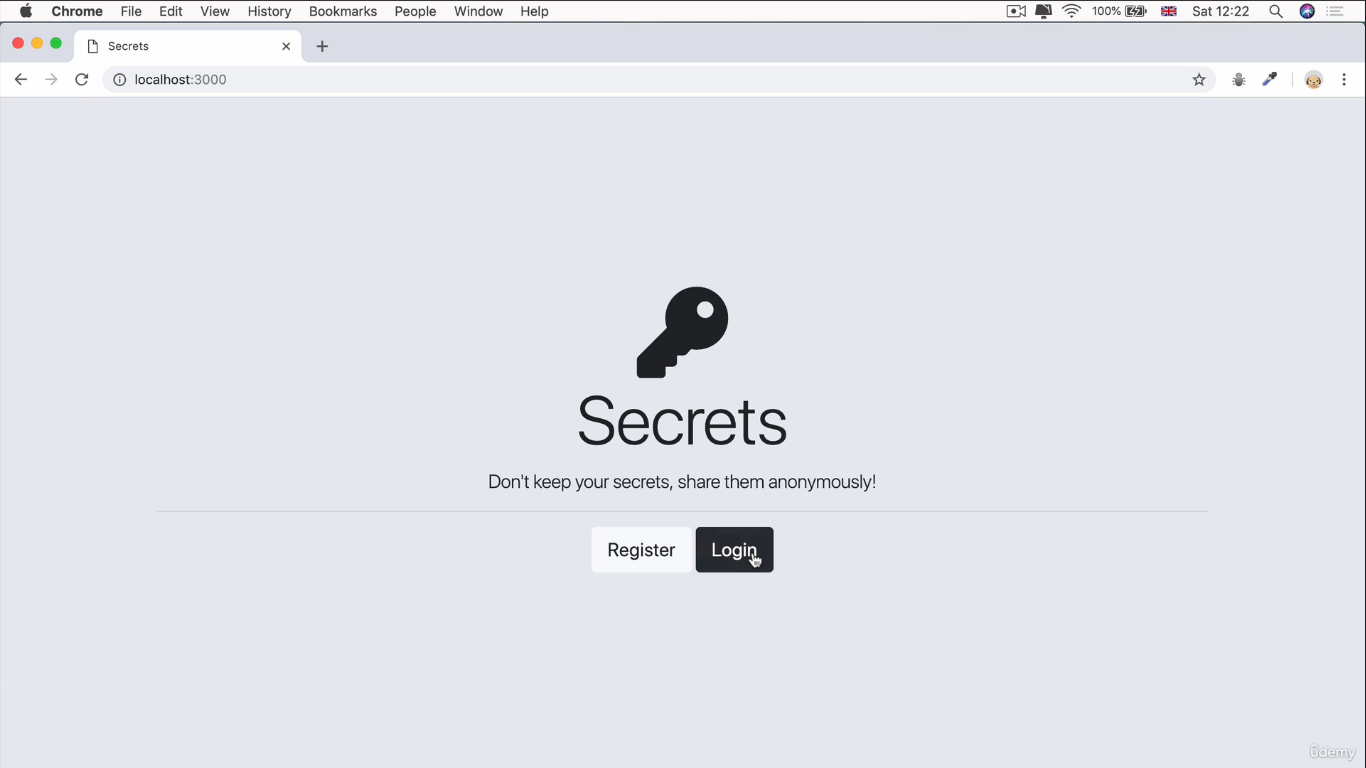 Chrome File Edit View History Bookmarks People Window Help 100% Sat 12:22
Secrets
localhost:3000
Secrets
Don't keep your secrets, share them anonymously!
Register Login
ûdemy